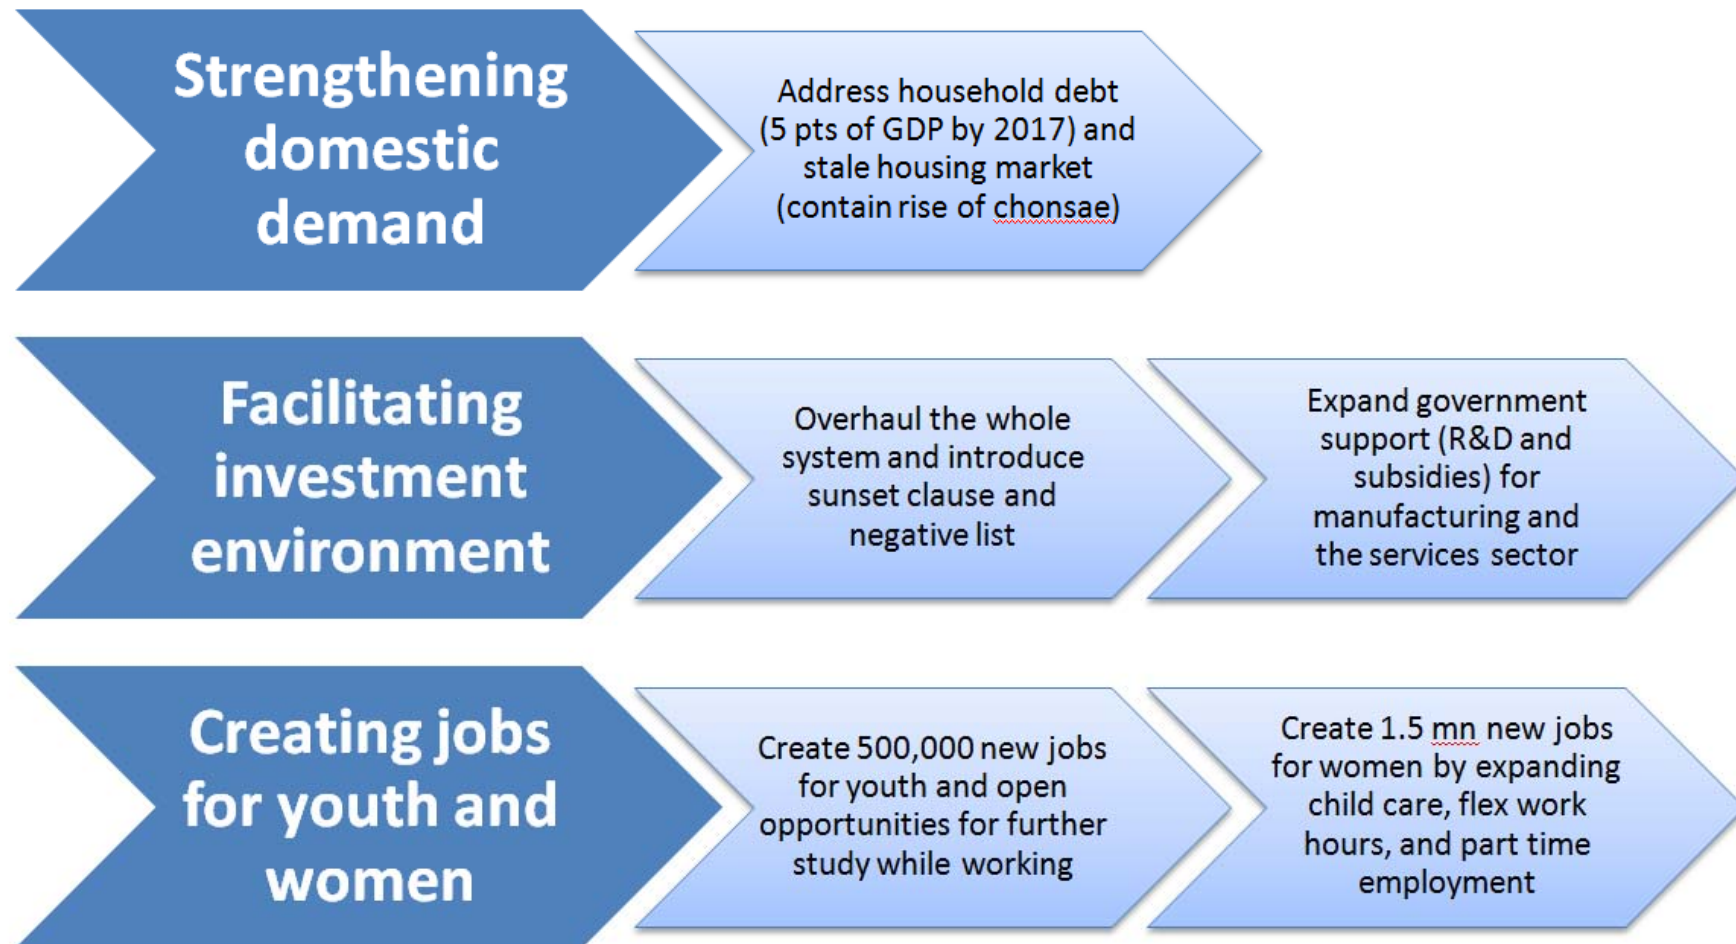 Strengthening
domestic
demand
Address household debt
(5 pts of GDP by 2017) and
stale housing market
(contain rise of chonsae)
Facilitating
investment
environment
Overhaul the whole
system and introduce
sunset clause and
negative list
Expand government
support (R&D and
subsidies) for
manufacturing and
the services sector
Creating jobs
for youth and
women
Create 500,000 new jobs
for youth and open
opportunities for further
study while working
Create 1.5 mn new jobs
for women by expanding
child care, flex work
hours, and part time
employment